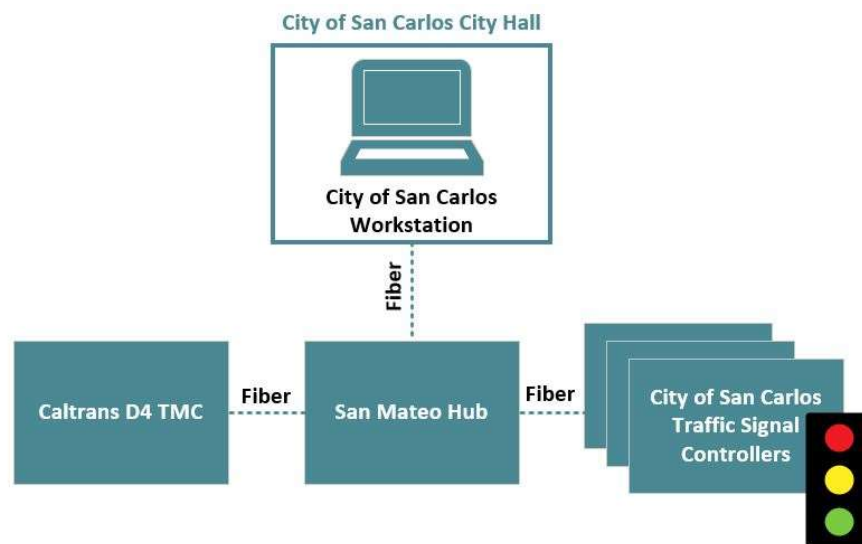 City of San Carlos City Hall
City of San Carlos
Workstation
Fiber
Caltrans D4 TMC
Fiber
San Mateo Hub
Fiber
City of San Carlos
Traffic Signal
Controllers